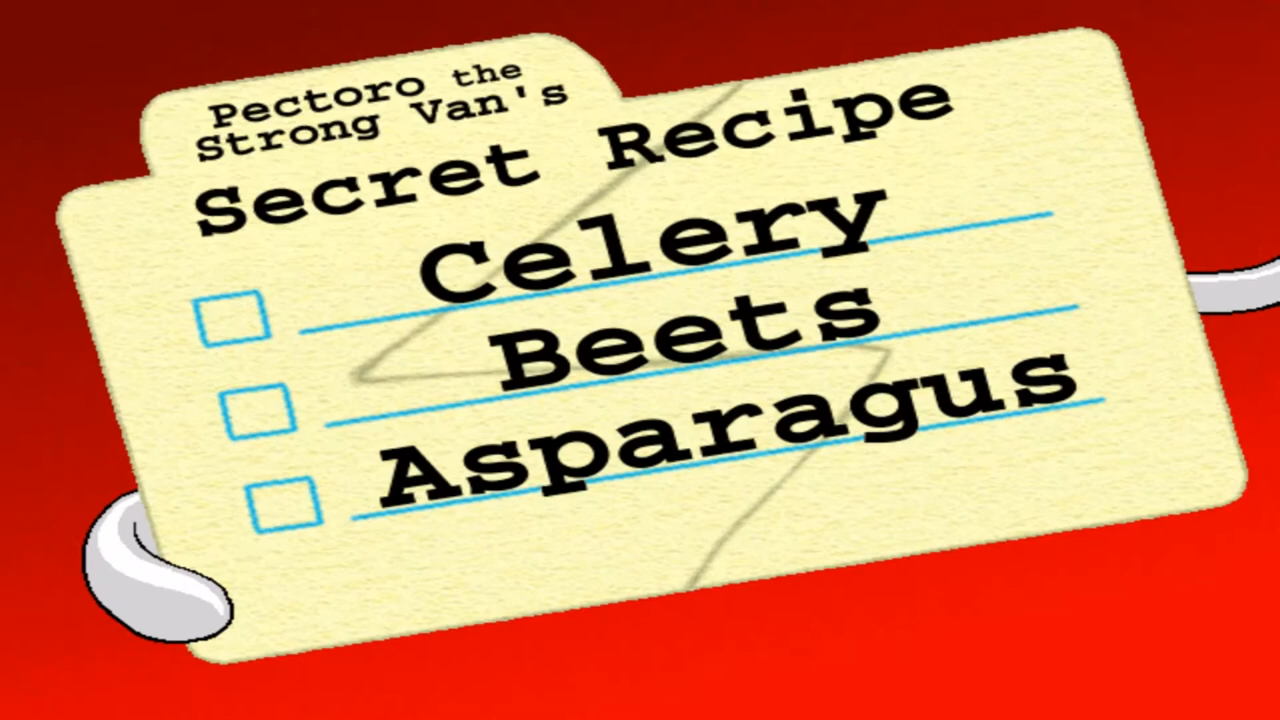 Pectoro the
Strong Van's
Secret Recipe
Celery
Beets
Asparagus